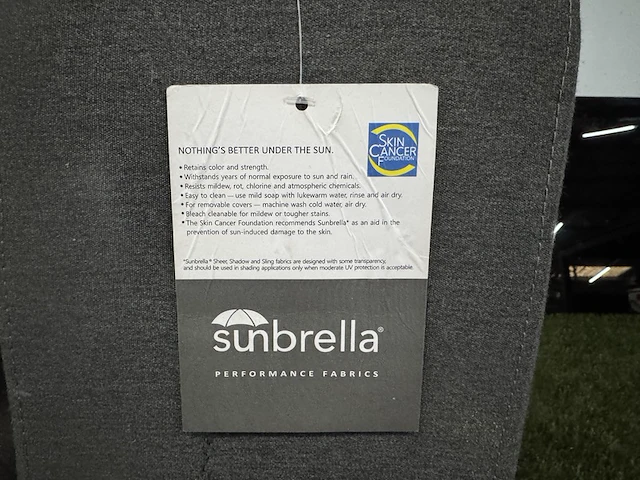 NOTHING'S BETTER UNDER THE SUN.
SKIN
CANCER
FOUNDATION
• Retains color and strength.
• Withstands years of normal exposure to sun and rain.
• Resists mildew, rot, chlorine and atmospheric chemicals.
• Easy to clean — use mild soap with lukewarm water, rinse and air dry.
• For removable covers — machine wash cold water, air dry.
• Bleach cleanable for mildew or tougher stains.
• The Skin Cancer Foundation recommends Sunbrella* as an aid in the
prevention of sun-induced damage to the skin.
*Sunbrella® Sheer, Shadow and Sling fabrics are designed with some transparency,
and should be used in shading applications only when moderate UV protection is acceptable.
sunbrella®
PERFORMANCE FABRICS